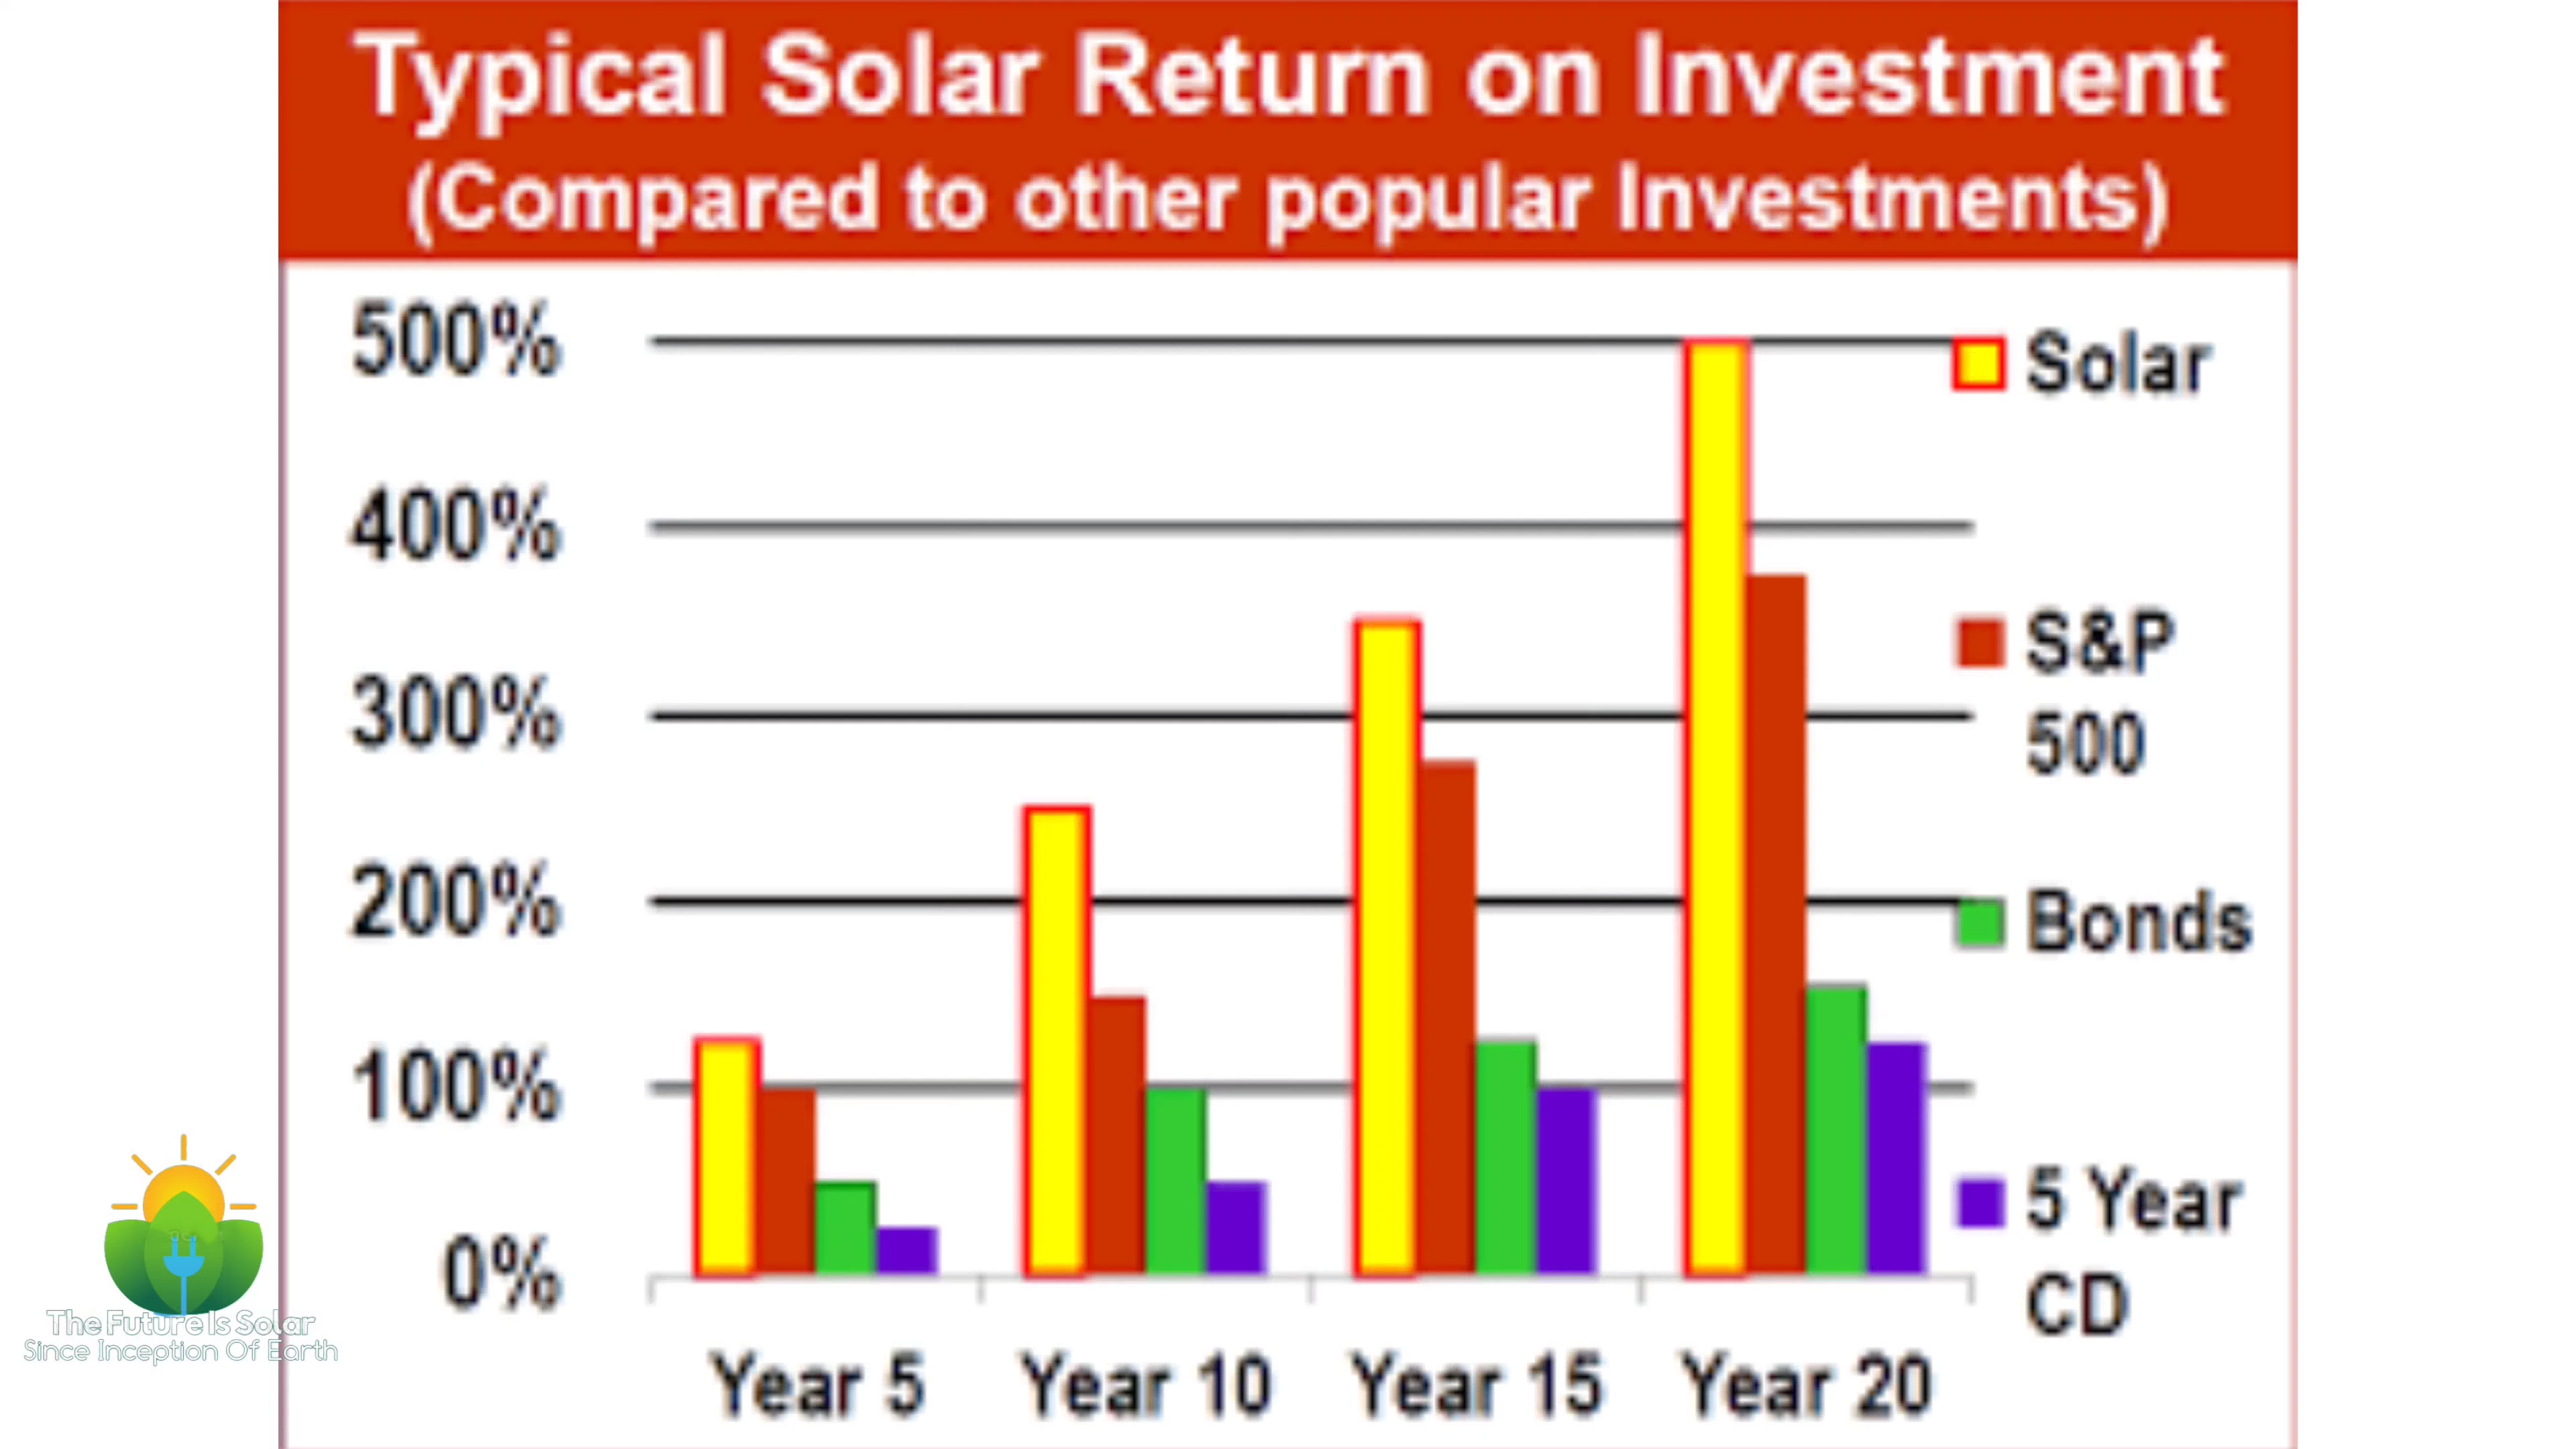 Typical Solar Return on Investment
(Compared to other popular Investments)
500%
400%
300%
200%
100%
0%
Solar
S&P
500
Bonds
5 Year
CD
Year 5
Year 10
Year 15
Year 20
The Future Is Solar
Since Inception Of Earth